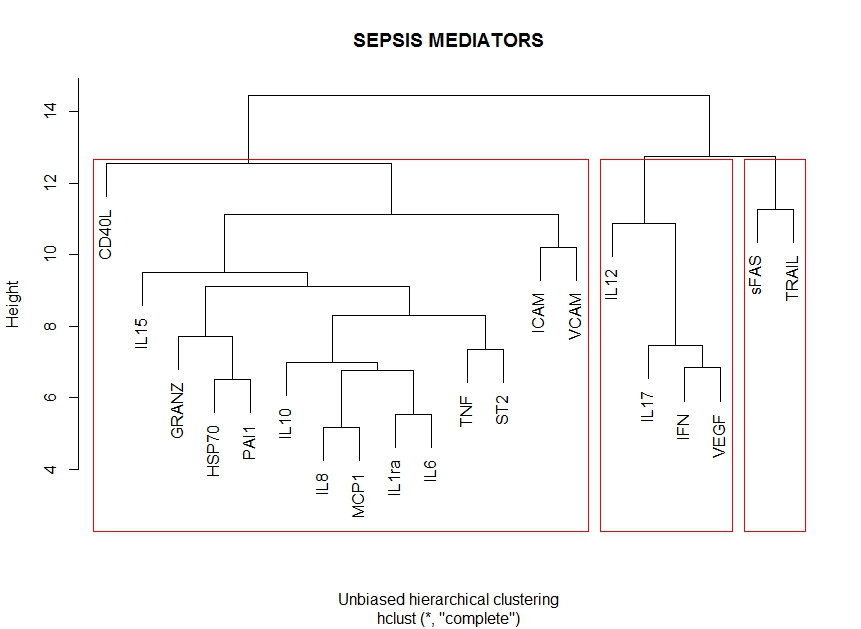 SEPSIS MEDIATORS
Height
14
12
10
8
6
4
CD40L
IL15
GRANZ
HSP70
PAI1
IL10
IL8
MCP1
IL1ra
IL6
TNF
ST2
ICAM
VCAM
IL12
IL17
IFN
VEGF
sFAS
TRAIL
Unbiased hierarchical clustering
hclust (*, "complete")